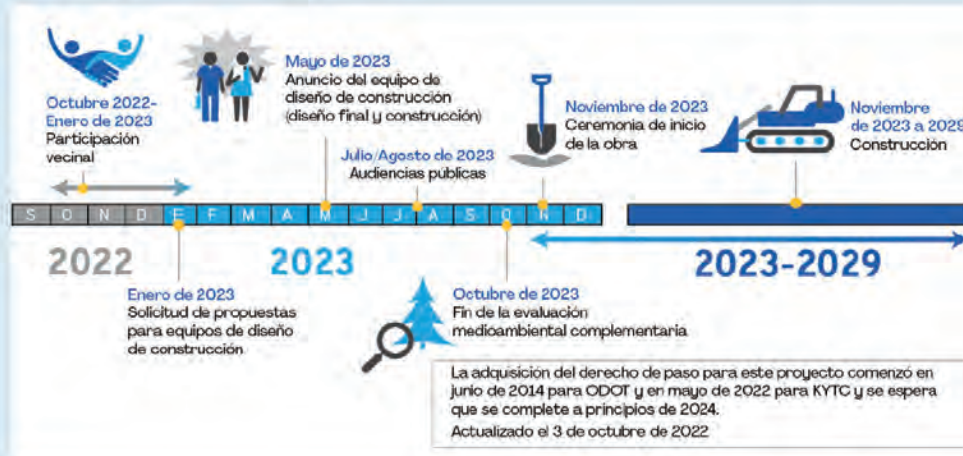 Octubre 2022-
Enero de 2023
Participación
vecinal
Mayo de 2023
Anuncio del equipo de
diseño de construcción
(diseño final y construcción)
Julio/Agosto de 2023
Audiencias públicas
Noviembre de 2023
Ceremonia de inicio
de la obra
Noviembre
de 2023 a 2029
Construcción
S O N D E F M A M J J A S O N D
2022
2023
2023-2029
Enero de 2023
Solicitud de propuestas
para equipos de diseño
de construcción
Octubre de 2023
Fin de la evaluación
medioambiental complementaria
La adquisición del derecho de paso para este proyecto comenzó en
junio de 2014 para ODOT y en mayo de 2022 para KYTC y se espera
que se complete a principios de 2024.
Actualizado el 3 de octubre de 2022